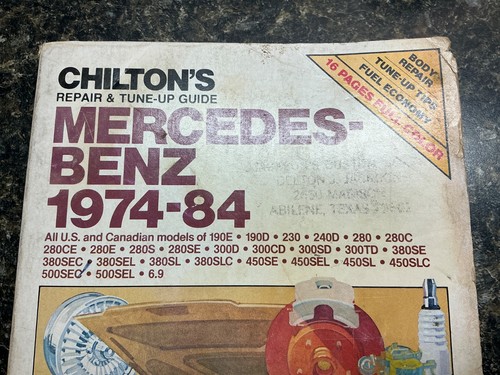 CHILTON'S
REPAIR & TUNE-UP GUIDE
MERCEDES-
BENZ
1974-84
BODY
REPAIR
TUNE-UP TIPS
FUEL ECONOMY
16 PAGES FULL-COLOR
ABILENE, TEXAS
All U.S. and Canadian models of 190E • 190D • 230 • 240D • 280 • 280C
280CE • 280E • 280S • 280SE • 300D • 300CD • 300SD • 300TD • 380SE
380SEC • 380SEL • 380SL • 380SLC • 450SE • 450SEL • 450SL • 450SLC
500SEC • 500SEL • 6.9